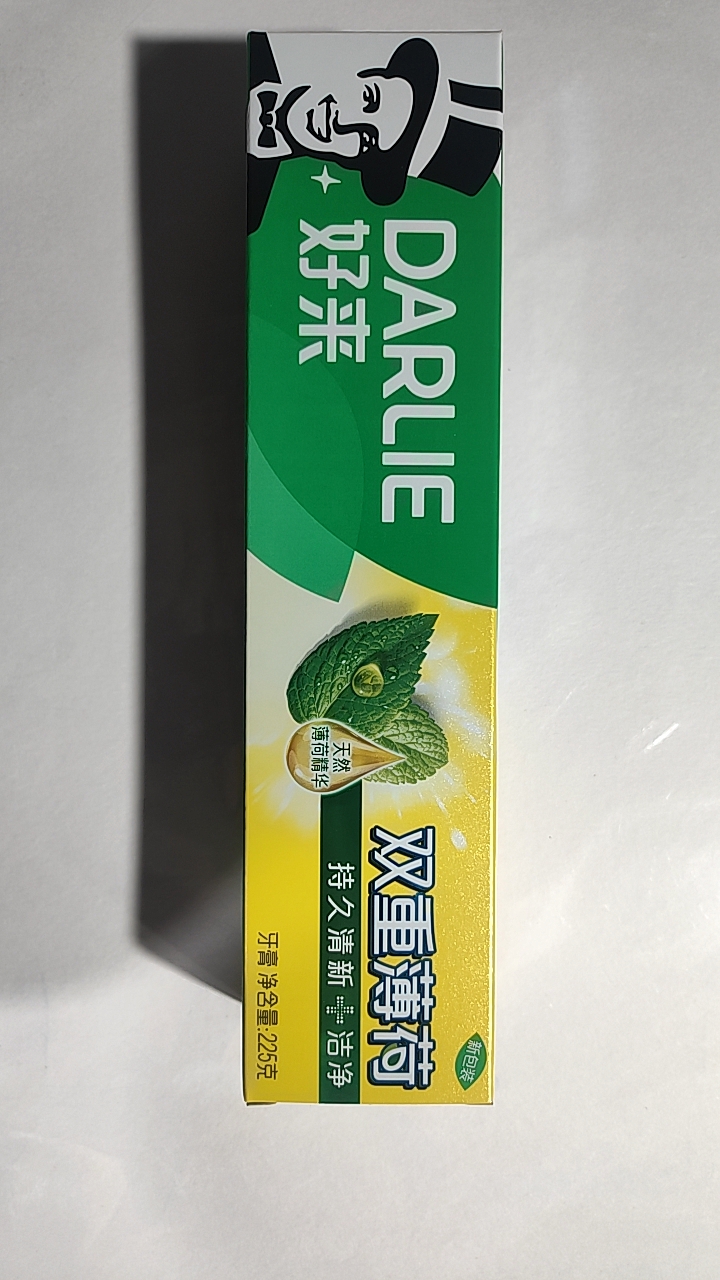 DARLIE
好来
天然
薄荷精华
新包装
双重薄荷
持久清新+洁净
牙膏 净含量:225克